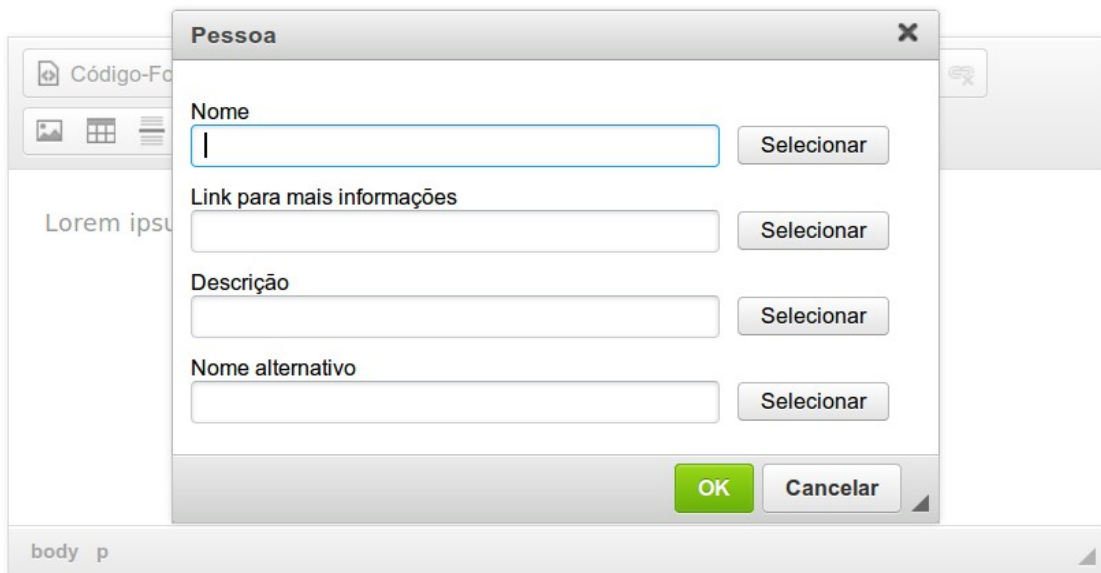 Pessoa
Código-Fo
Nome
Selecionar
Link para mais informações
Selecionar
Lorem ipsu
Descrição
Selecionar
Nome alternativo
Selecionar
OK Cancelar
body p